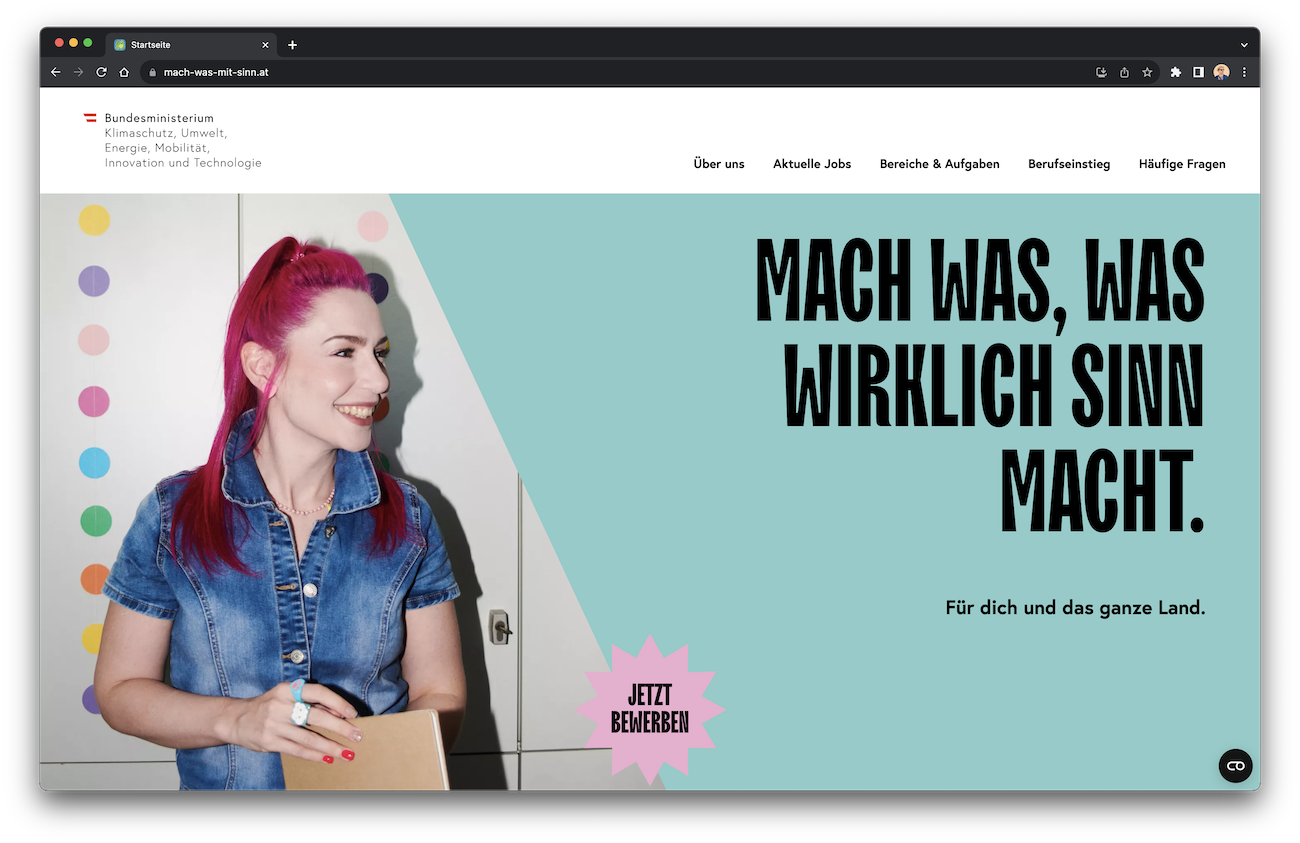 Startseite
mach-was-mit-sinn.at
Bundesministerium
Klimaschutz, Umwelt,
Energie, Mobilität,
Innovation und Technologie
Über uns
Aktuelle Jobs
Bereiche & Aufgaben
Berufseinstieg
Häufige Fragen
MACH WAS, WAS
WIRKLICH SINN
MACHT.
Für dich und das ganze Land.
JETZT
BEWERBEN